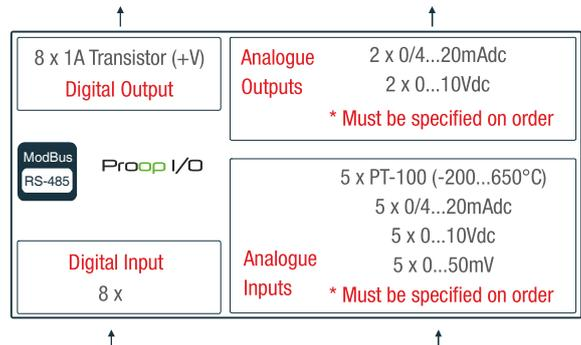 8 x 1A Transistor (+V)
Digital Output
Analogue
Outputs
2 x 0/4...20mAdc
2 x 0...10Vdc
* Must be specified on order
ModBus
RS-485
Proop I/O
Digital Input
8 x
Analogue
Inputs
5 x PT-100 (-200...650°C)
5 x 0/4...20mAdc
5 x 0...10Vdc
5 x 0...50mV
* Must be specified on order